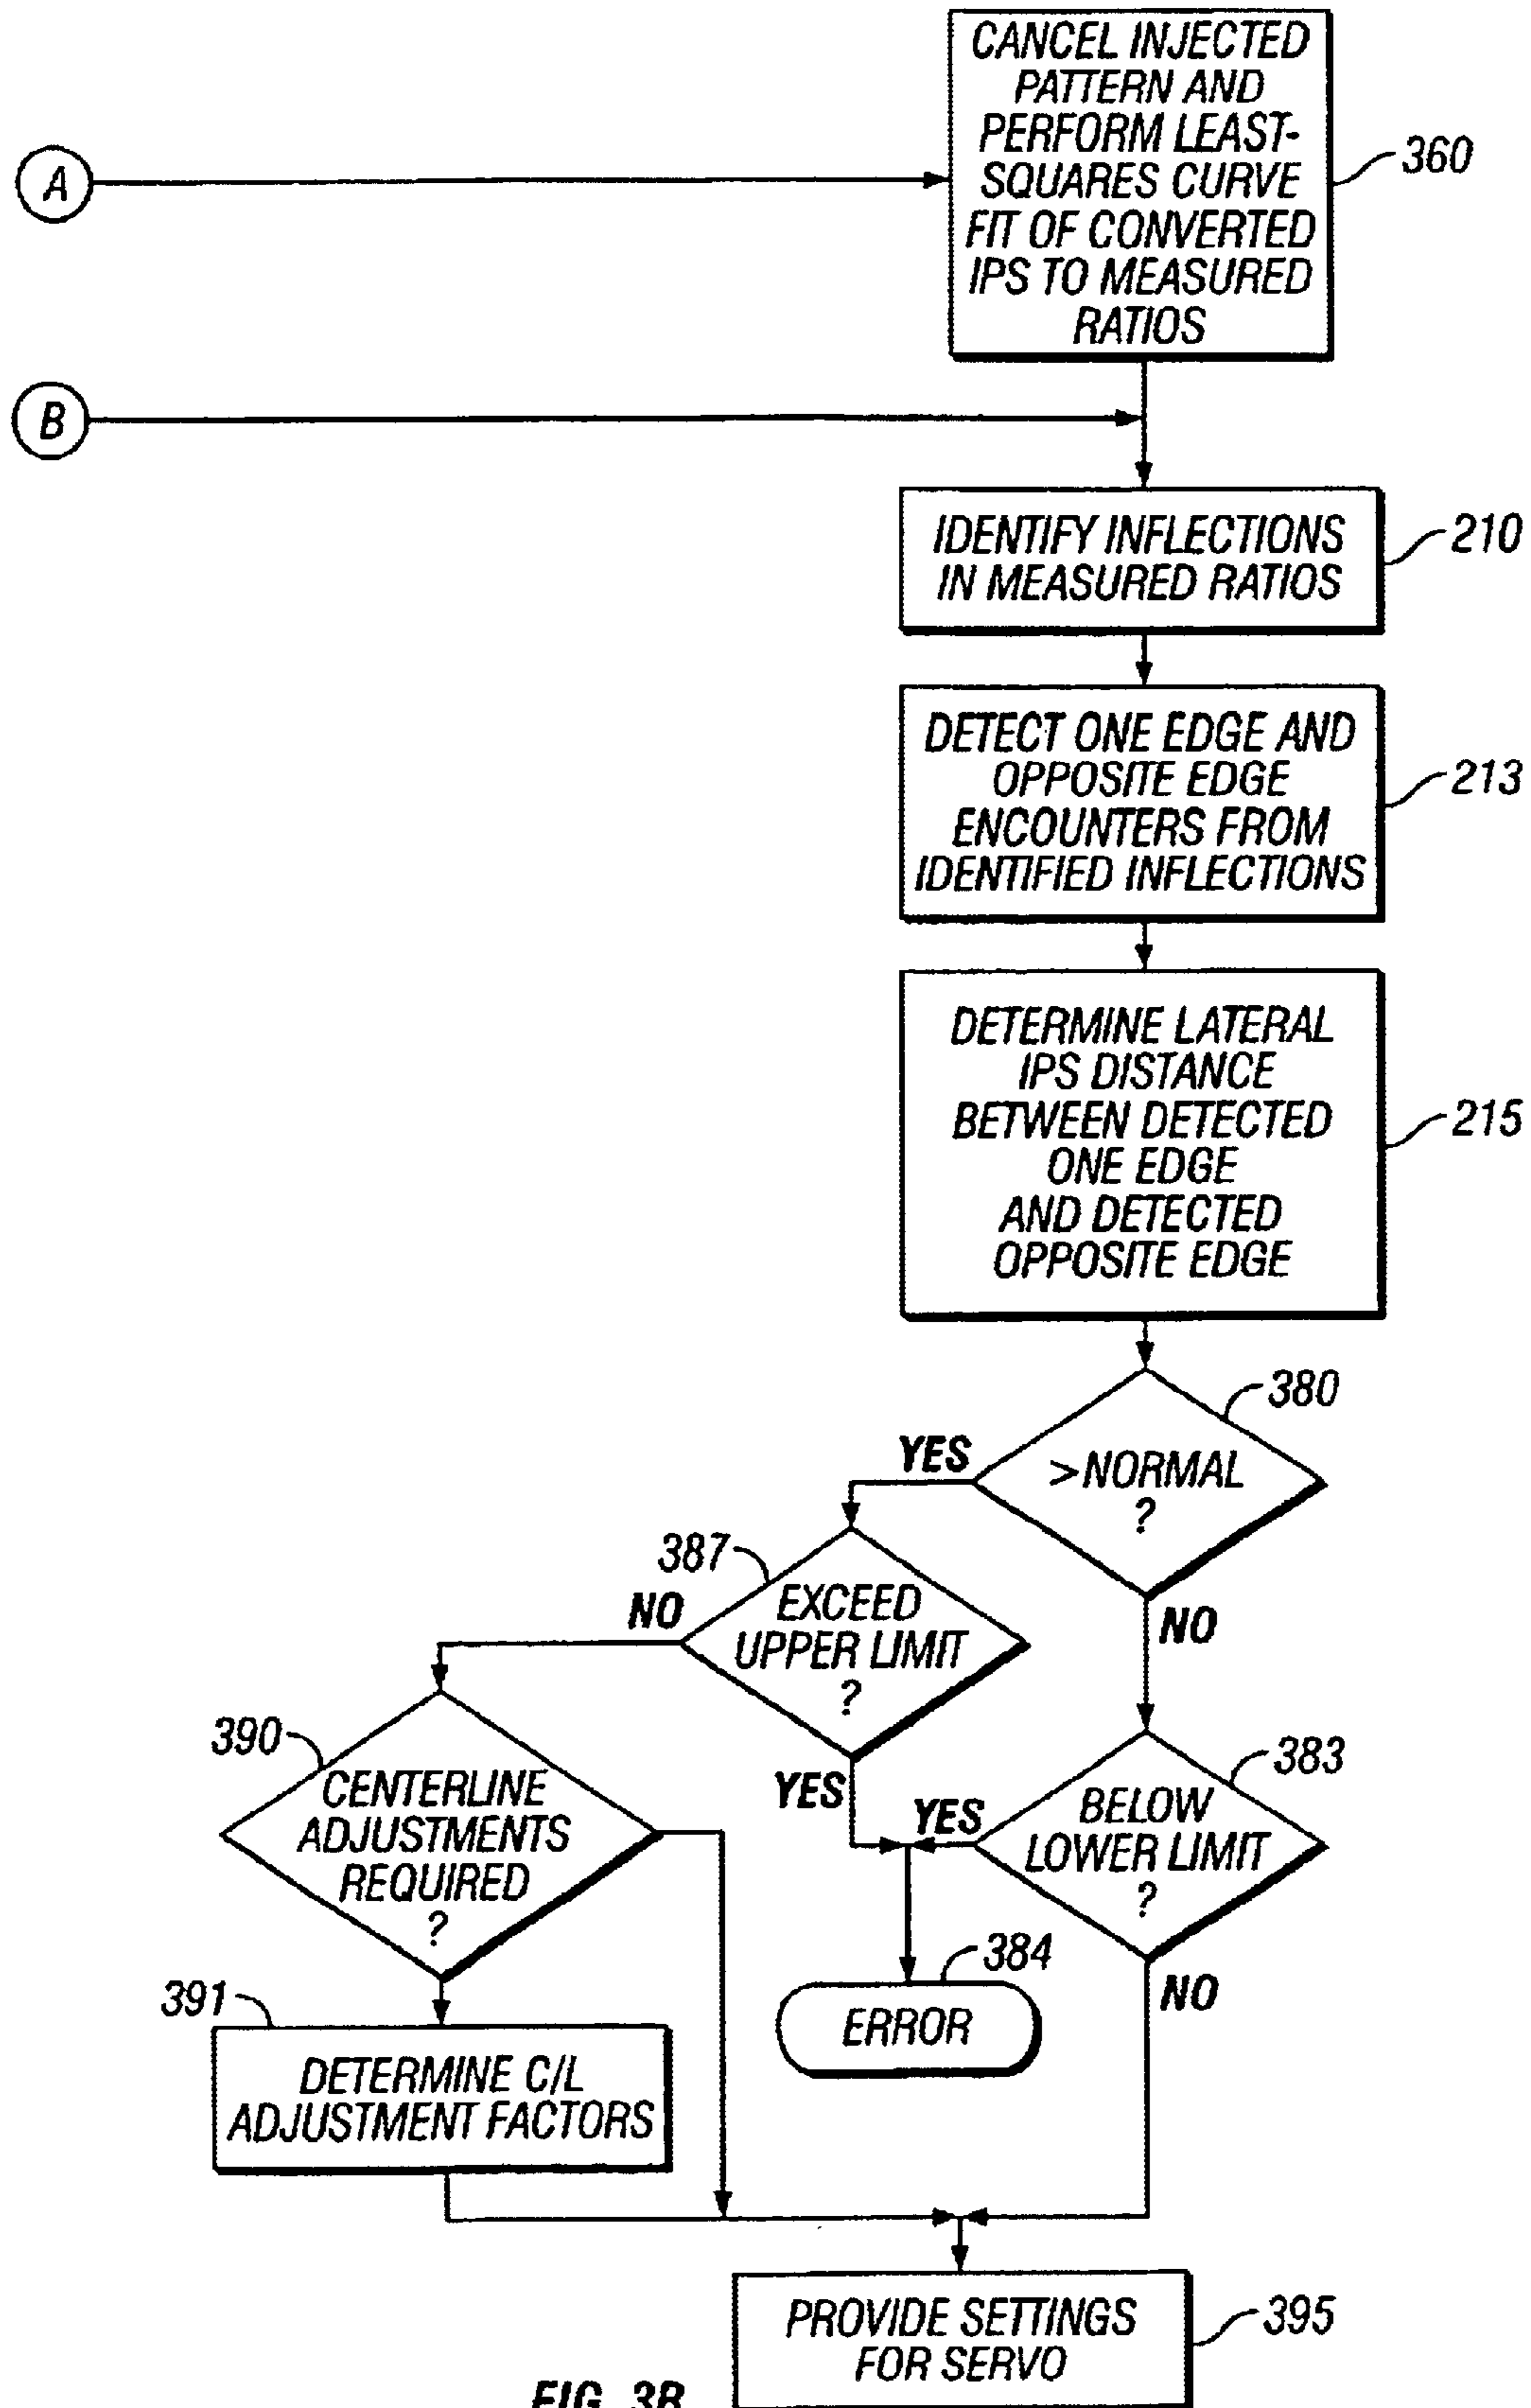 CANCEL INJECTED
PATTERN AND
PERFORM LEAST-
SQUARES CURVE
FIT OF CONVERTED
IPS TO MEASURED
RATIOS
360
A
B
IDENTIFY INFLECTIONS
IN MEASURED RATIOS
210
DETECT ONE EDGE AND
OPPOSITE EDGE
ENCOUNTERS FROM
IDENTIFIED INFLECTIONS
213
DETERMINE LATERAL
IPS DISTANCE
BETWEEN DETECTED
ONE EDGE
AND DETECTED
OPPOSITE EDGE
215
380
YES
>NORMAL
?
NO
387
NO
EXCEED
UPPER LIMIT
?
YES
383
YES
BELOW
LOWER LIMIT
?
NO
390
CENTERLINE
ADJUSTMENTS
REQUIRED
?
384
ERROR
391
DETERMINE C/L
ADJUSTMENT FACTORS
PROVIDE SETTINGS
FOR SERVO
395
FIG. 3B